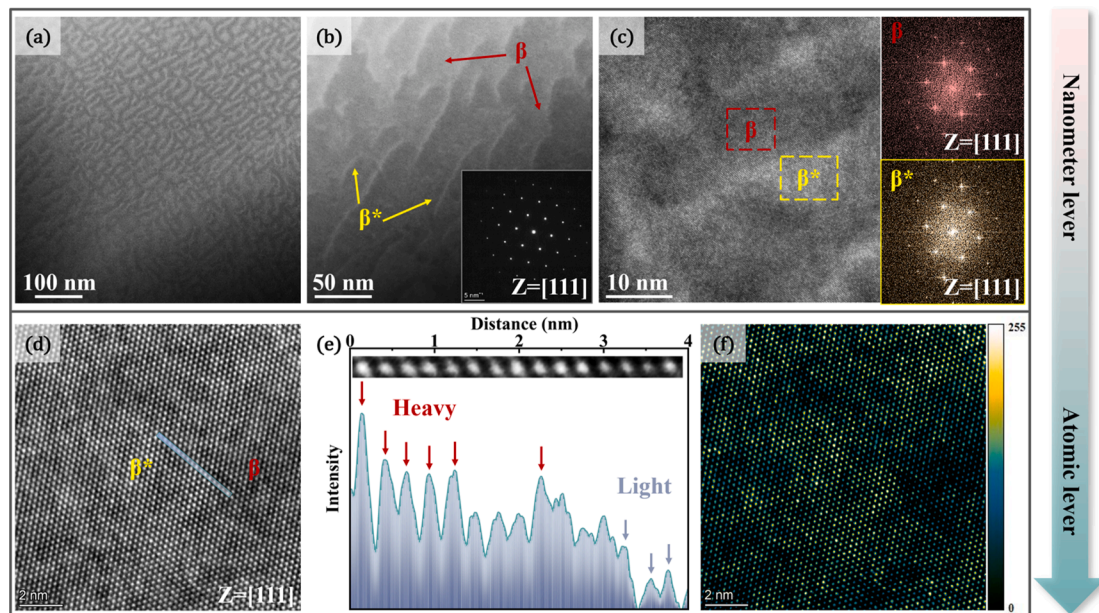 (a)
100 nm
(b)
β
β*
50 nm
5 nm⁻¹
Z=[111]
(c)
β
β*
10 nm
β
Z=[111]
β*
Z=[111]
Nanometer lever
(d)
β*
β
2 nm
Z=[111]
Distance (nm)
(e)
0 1 2 3 4
Heavy
Light
Intensity
(f)
2 nm
255
0
Atomic lever